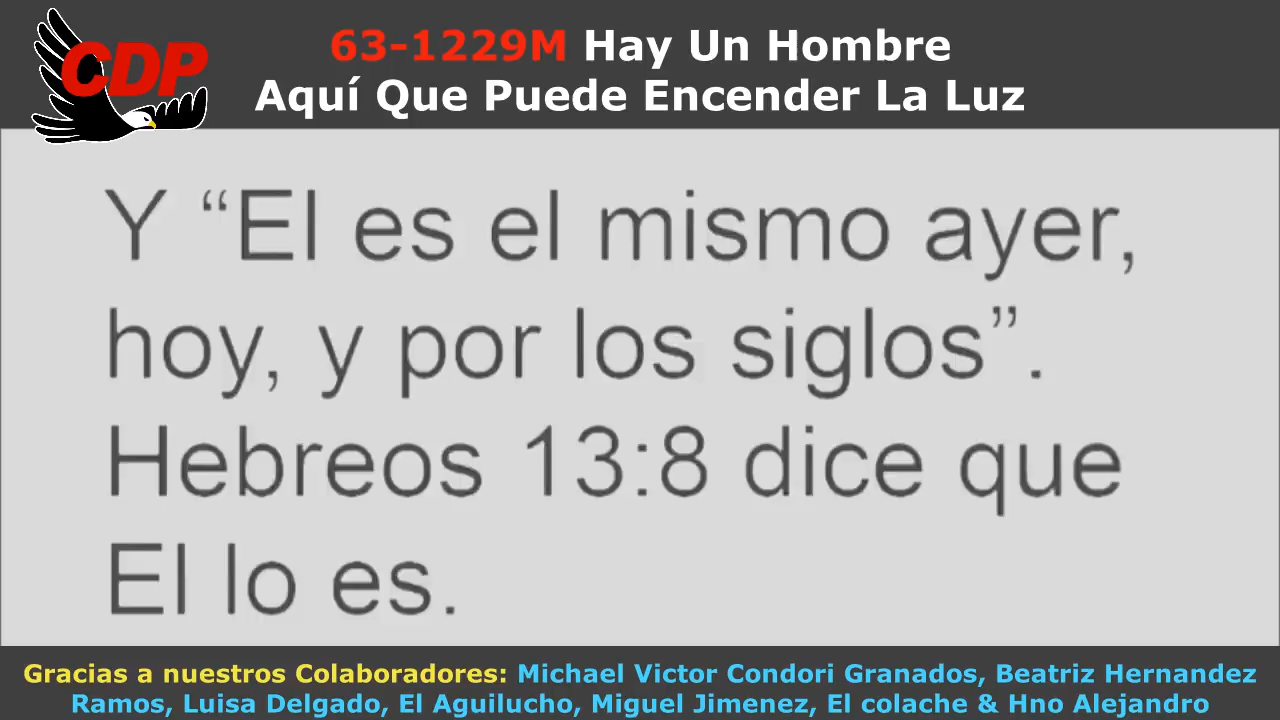 CDP
63-1229M Hay Un Hombre
Aquí Que Puede Encender La Luz
Y “El es el mismo ayer,
hoy, y por los siglos”.
Hebreos 13:8 dice que
El lo es.
Gracias a nuestros Colaboradores: Michael Victor Condori Granados, Beatriz Hernandez
Ramos, Luisa Delgado, El Aguilucho, Miguel Jimenez, El colache & Hno Alejandro